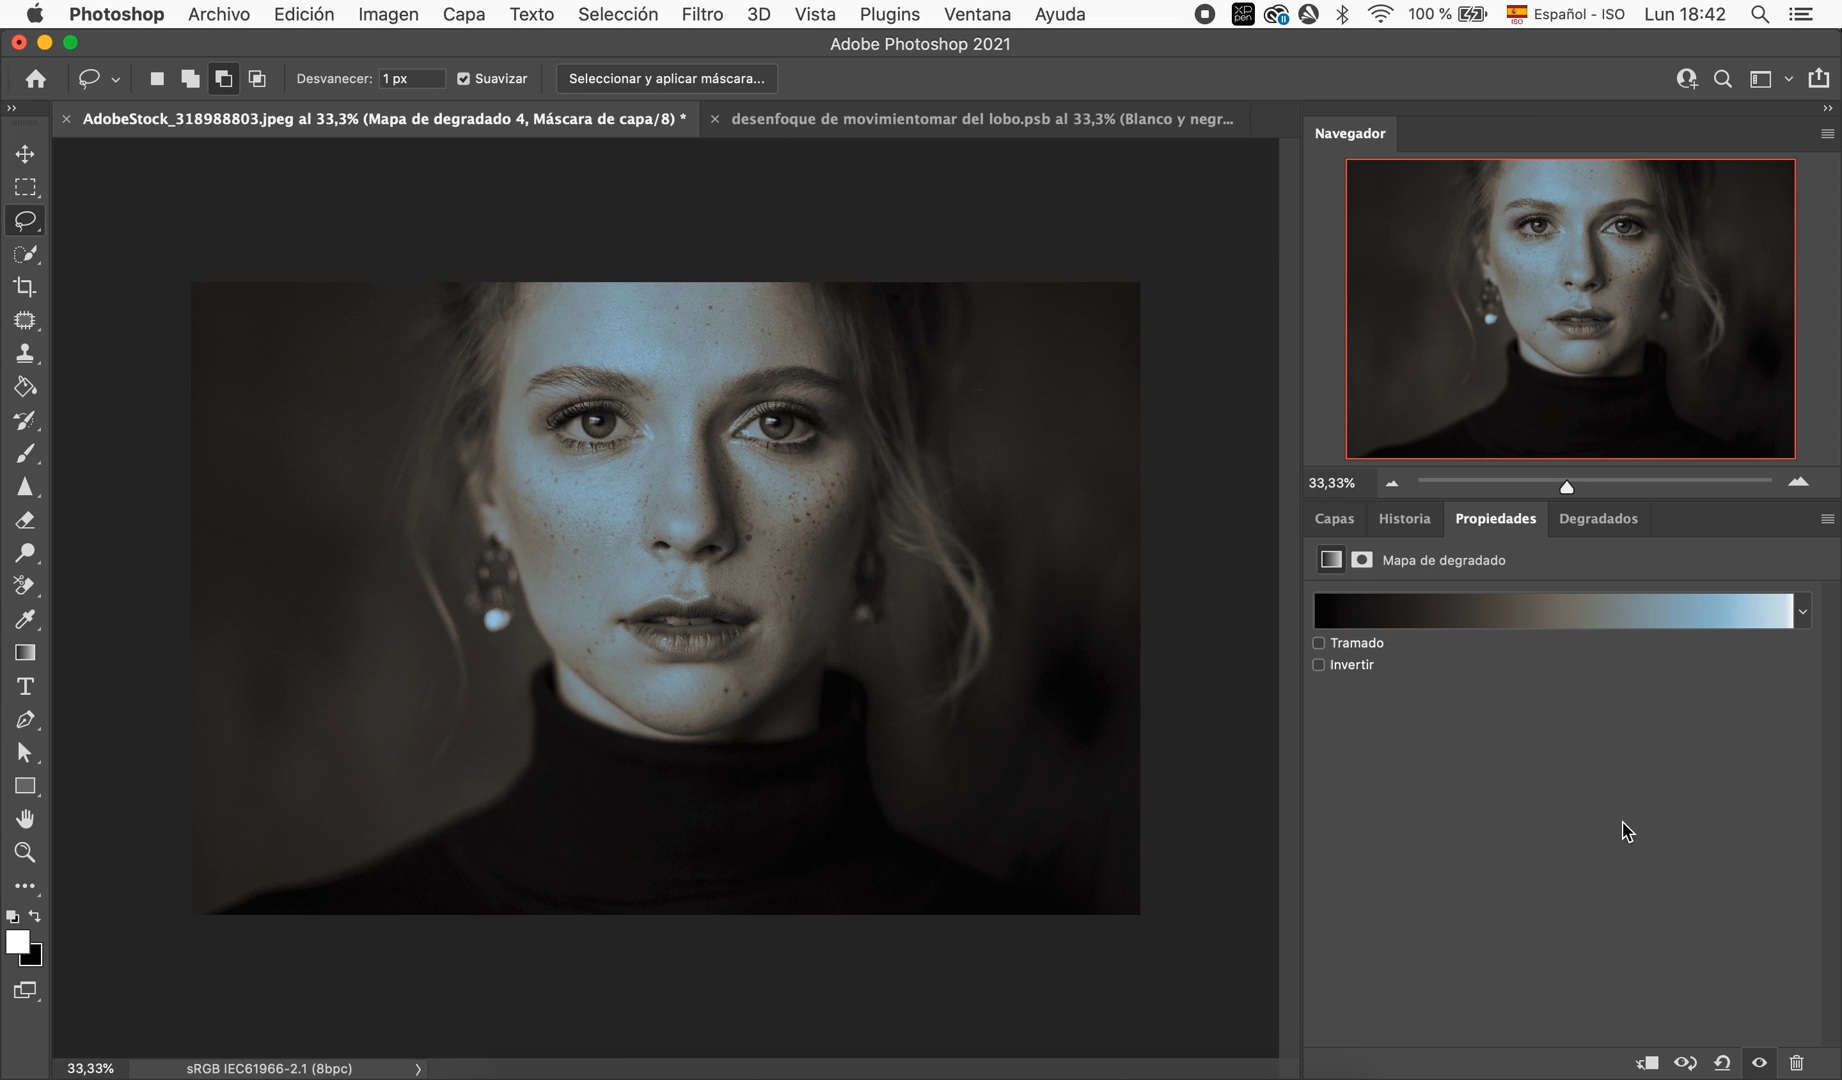 Photoshop Archivo Edición Imagen Capa Texto Selección Filtro 3D Vista Plugins Ventana Ayuda XP pen 100 % ISO Español - ISO Lun 18:42
Adobe Photoshop 2021
Desvanecer: 1 px Suavizar Seleccionar y aplicar máscara...
× AdobeStock_318988803.jpeg al 33,3% (Mapa de degradado 4, Máscara de capa/8) * × desenfoque de movimientomar del lobo.psb al 33,3% (Blanco y negr...
Navegador
33,33%
Capas Historia Propiedades Degradados
Mapa de degradado
Tramado
Invertir
T
33,33% sRGB IEC61966-2.1 (8bpc)